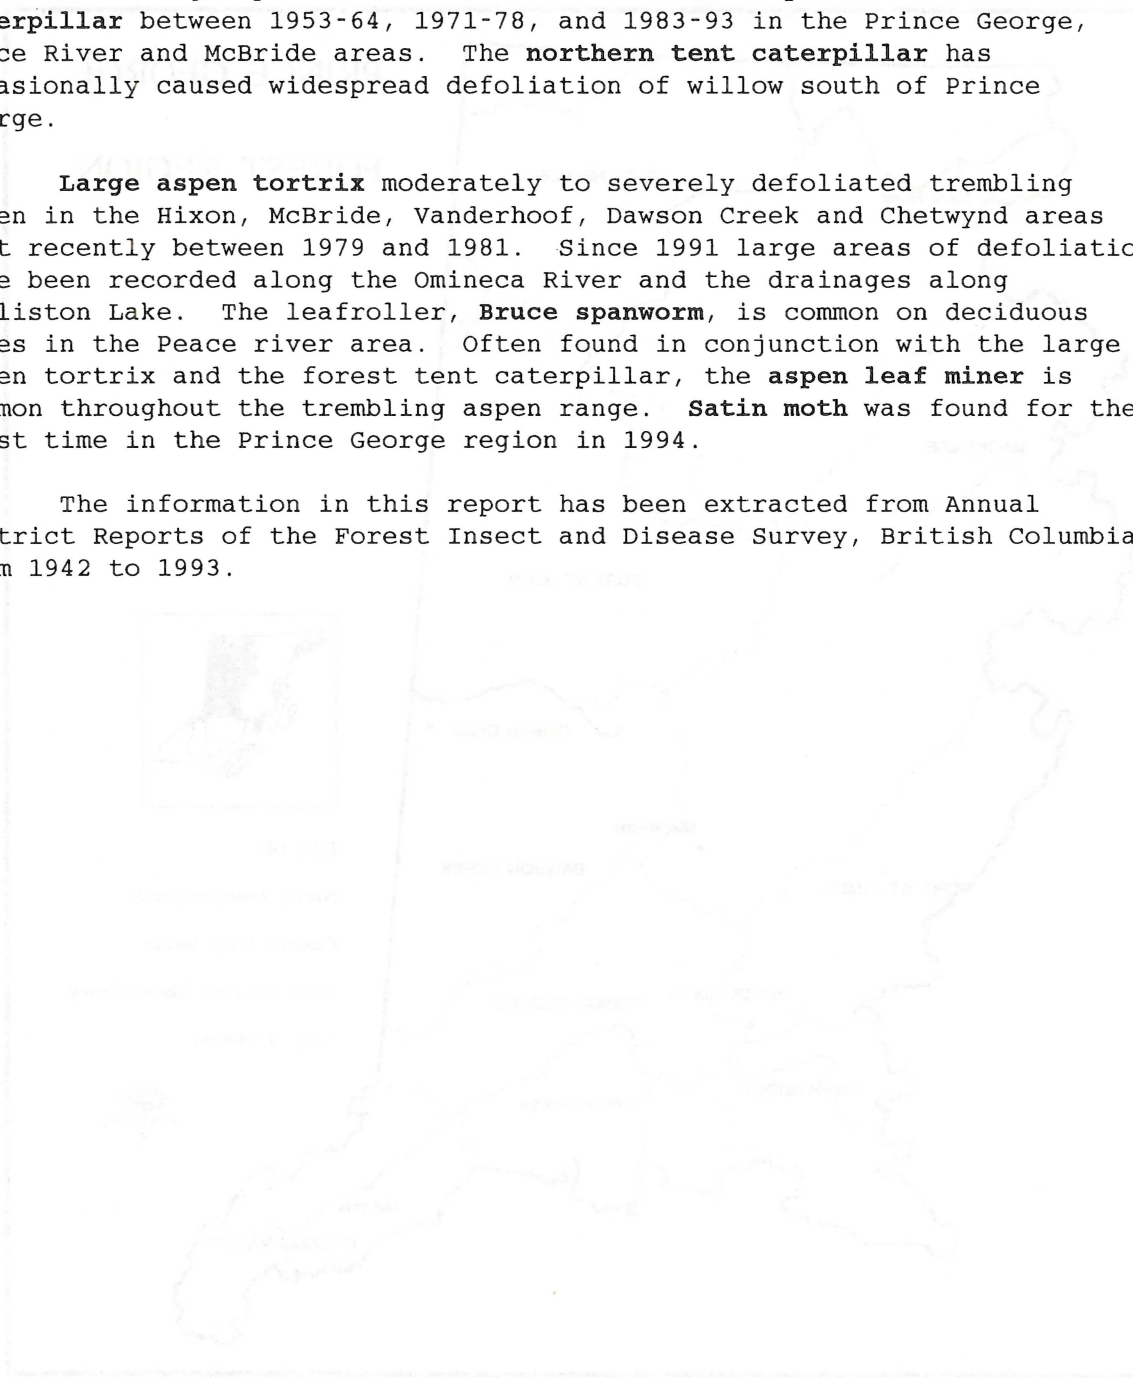 erpillar between 1953-64, 1971-78, and 1983-93 in the Prince George,
ce River and McBride areas. The northern tent caterpillar has
asionally caused widespread defoliation of willow south of Prince
rge.
Large aspen tortrix moderately to severely defoliated trembling
en in the Hixon, McBride, Vanderhoof, Dawson Creek and Chetwynd areas
t recently between 1979 and 1981. Since 1991 large areas of defoliatio
e been recorded along the Omineca River and the drainages along
liston Lake. The leafroller, Bruce spanworm, is common on deciduous
es in the Peace river area. Often found in conjunction with the large
en tortrix and the forest tent caterpillar, the aspen leaf miner is
mon throughout the trembling aspen range. Satin moth was found for the
st time in the Prince George region in 1994.
The information in this report has been extracted from Annual
trict Reports of the Forest Insect and Disease Survey, British Columbia
m 1942 to 1993.